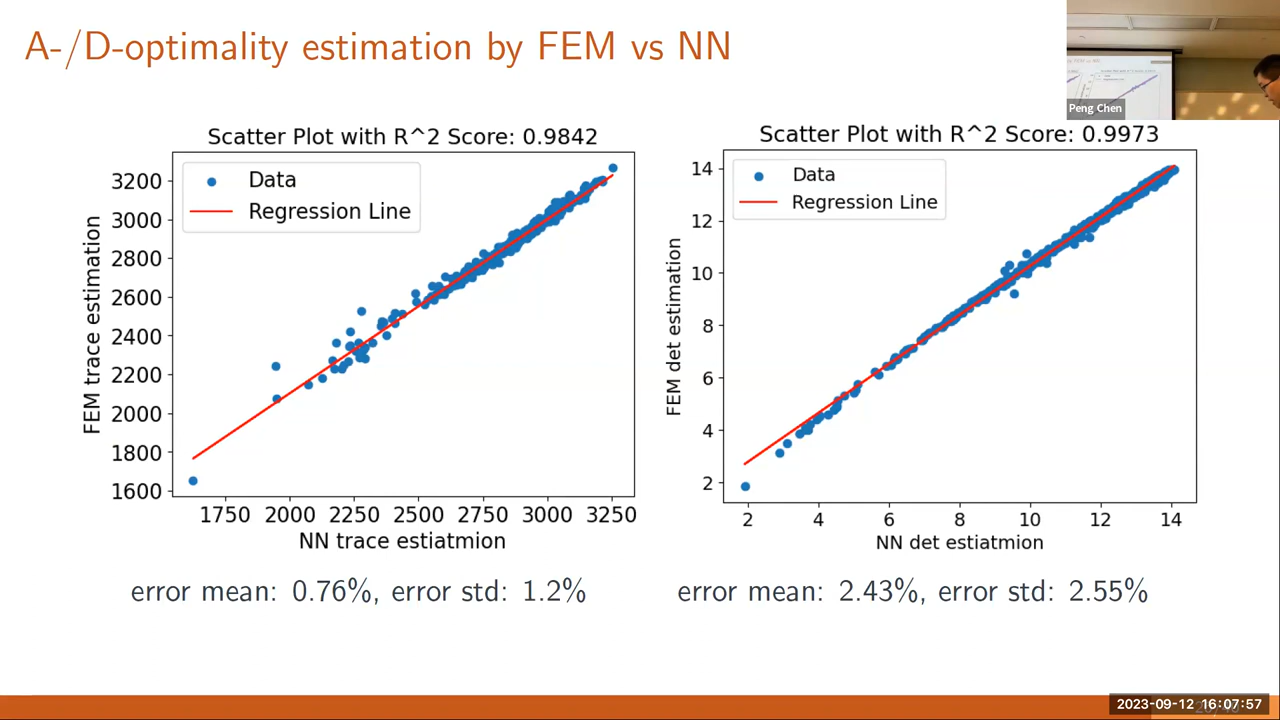 A-/D-optimality estimation by FEM vs NN
Peng Chen
Scatter Plot with R^2 Score: 0.9842
Data
Regression Line
FEM trace estimation
3200
3000
2800
2600
2400
2200
2000
1800
1600
1750 2000 2250 2500 2750 3000 3250
NN trace estiatmion
error mean: 0.76%, error std: 1.2%
Scatter Plot with R^2 Score: 0.9973
Data
Regression Line
FEM det estimation
14
12
10
8
6
4
2
2 4 6 8 10 12 14
NN det estiatmion
error mean: 2.43%, error std: 2.55%
2023-09-12 16:07:57